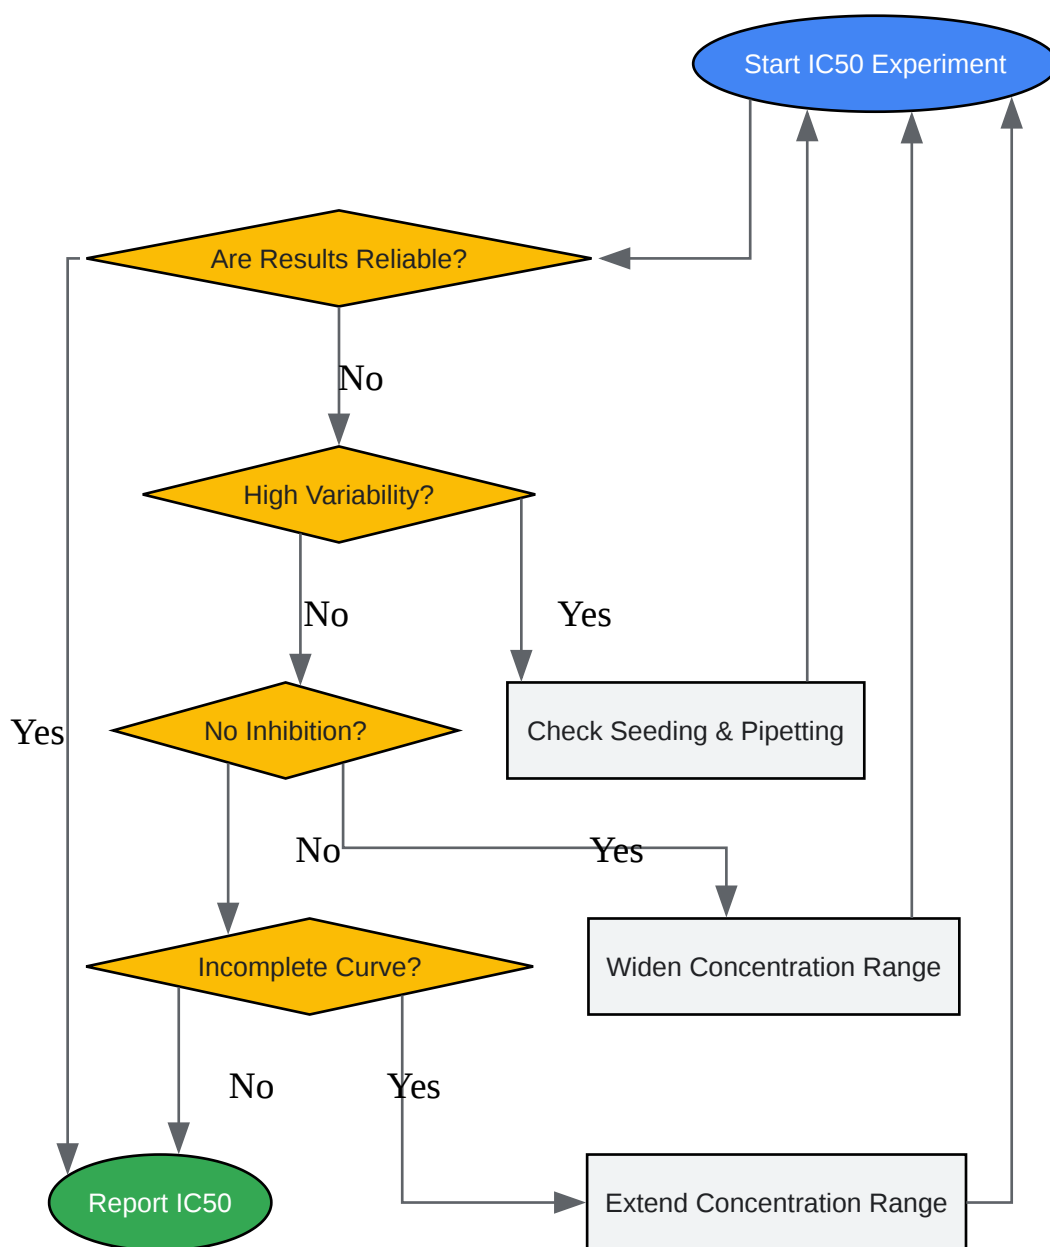 Start IC50 Experiment
Are Results Reliable?
No
High Variability?
No
Yes
No Inhibition?
Check Seeding & Pipetting
Yes
No
Yes
Incomplete Curve?
Widen Concentration Range
No
Yes
Report IC50
Extend Concentration Range